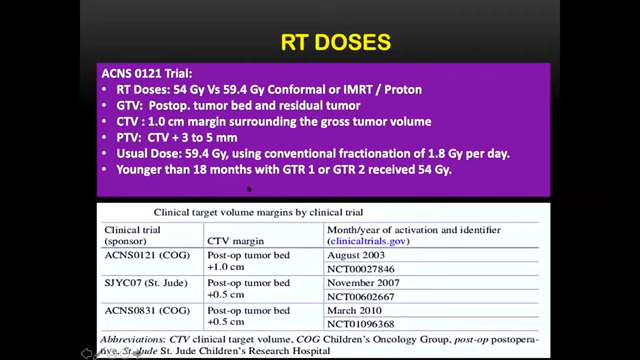 RT DOSES
ACNS 0121 Trial:
• RT Doses: 54 Gy Vs 59.4 Gy Conformal or IMRT / Proton
• GTV: Postop. tumor bed and residual tumor
• CTV : 1.0 cm margin surrounding the gross tumor volume
• PTV: CTV + 3 to 5 mm
• Usual Dose: 59.4 Gy, using conventional fractionation of 1.8 Gy per day.
• Younger than 18 months with GTR 1 or GTR 2 received 54 Gy.
Clinical target volume margins by clinical trial
Clinical trial (sponsor) CTV margin Month/year of activation and identifier (clinicaltrials.gov)
ACNS0121 (COG) Post-op tumor bed +1.0 cm August 2003
NCT00027846
SJYC07 (St. Jude) Post-op tumor bed +0.5 cm November 2007
NCT00602667
ACNS0831 (COG) Post-op tumor bed +0.5 cm March 2010
NCT01096368
Abbreviations: CTV clinical target volume, COG Children's Oncology Group, post-op postopera-
tive, St. Jude St. Jude Children's Research Hospital